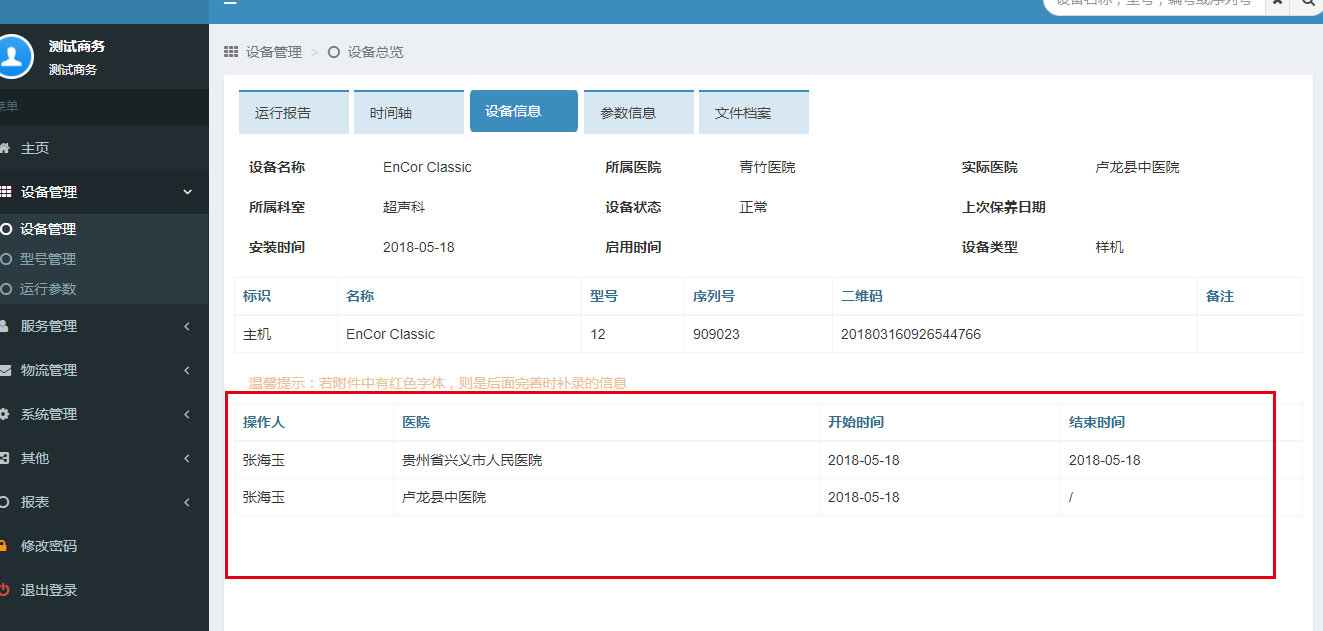 设备名称，型号，编号或序列号
测试商务
测试商务
菜单
主页
设备管理
设备管理
型号管理
运行参数
服务管理
物流管理
系统管理
其他
报表
修改密码
退出登录
设备管理 > 设备总览
运行报告 时间轴 设备信息 参数信息 文件档案
设备名称 EnCor Classic 所属医院 青竹医院 实际医院 卢龙县中医院
所属科室 超声科 设备状态 正常 上次保养日期
安装时间 2018-05-18 启用时间 设备类型 样机
标识 名称 型号 序列号 二维码 备注
主机 EnCor Classic 12 909023 201803160926544766
温馨提示：若附件中有红色字体，则是后面完善时补录的信息
操作人 医院 开始时间 结束时间
张海玉 贵州省兴义市人民医院 2018-05-18 2018-05-18
张海玉 卢龙县中医院 2018-05-18 /